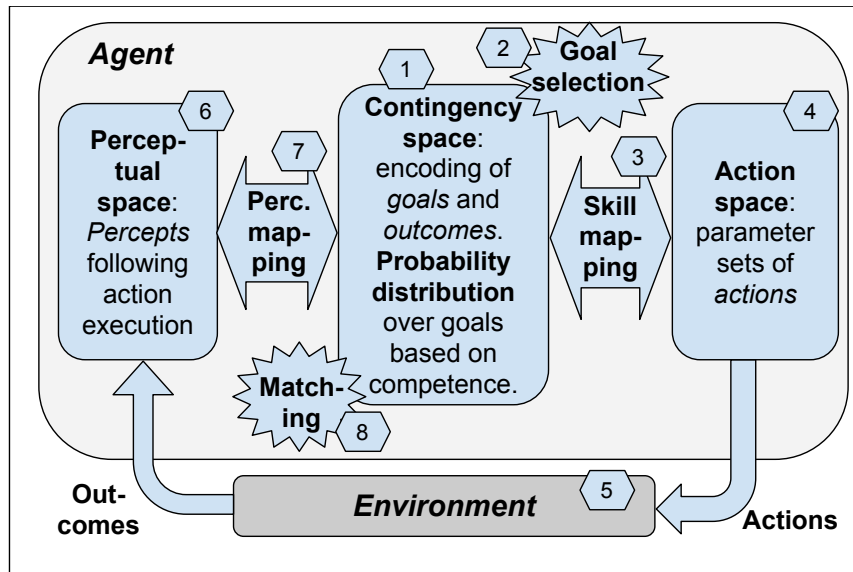 Agent
6
Percep-
tual
space:
Percepts
following
action
execution
7
Perc.
map-
ping
1
Contingency
space:
encoding of
goals and
outcomes.
Probability
distribution
over goals
based on
competence.
2
Goal
selection
3
Skill
map-
ping
4
Action
space:
parameter
sets of
actions
Match-
ing
8
Out-
comes
Environment
5
Actions